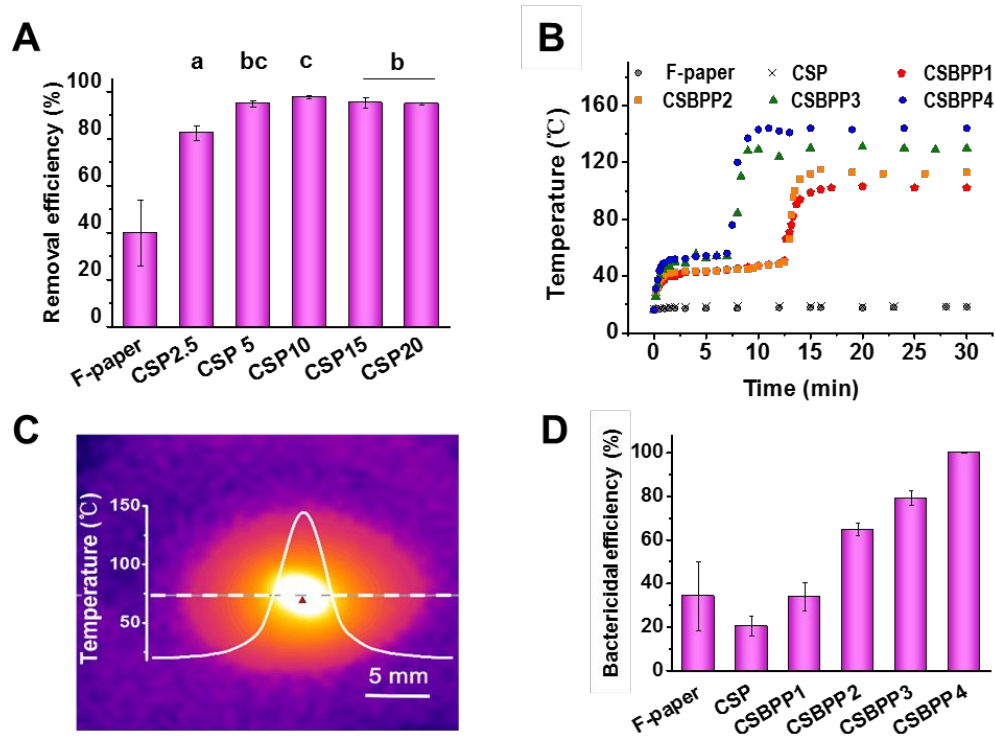 A
a bc c b
Removal efficiency (%)
100
80
60
40
20
0
F-paper CSP2.5 CSP 5 CSP10 CSP15 CSP20
B
F-paper CSP CSBPP1
CSBPP2 CSBPP3 CSBPP4
Temperature (℃)
160
120
80
40
0
0 5 10 15 20 25 30
Time (min)
C
Temperature (℃)
150
100
50
5 mm
D
Bactericidal efficiency (%)
100
80
60
40
20
0
F-paper CSP CSBPP1 CSBPP2 CSBPP3 CSBPP4